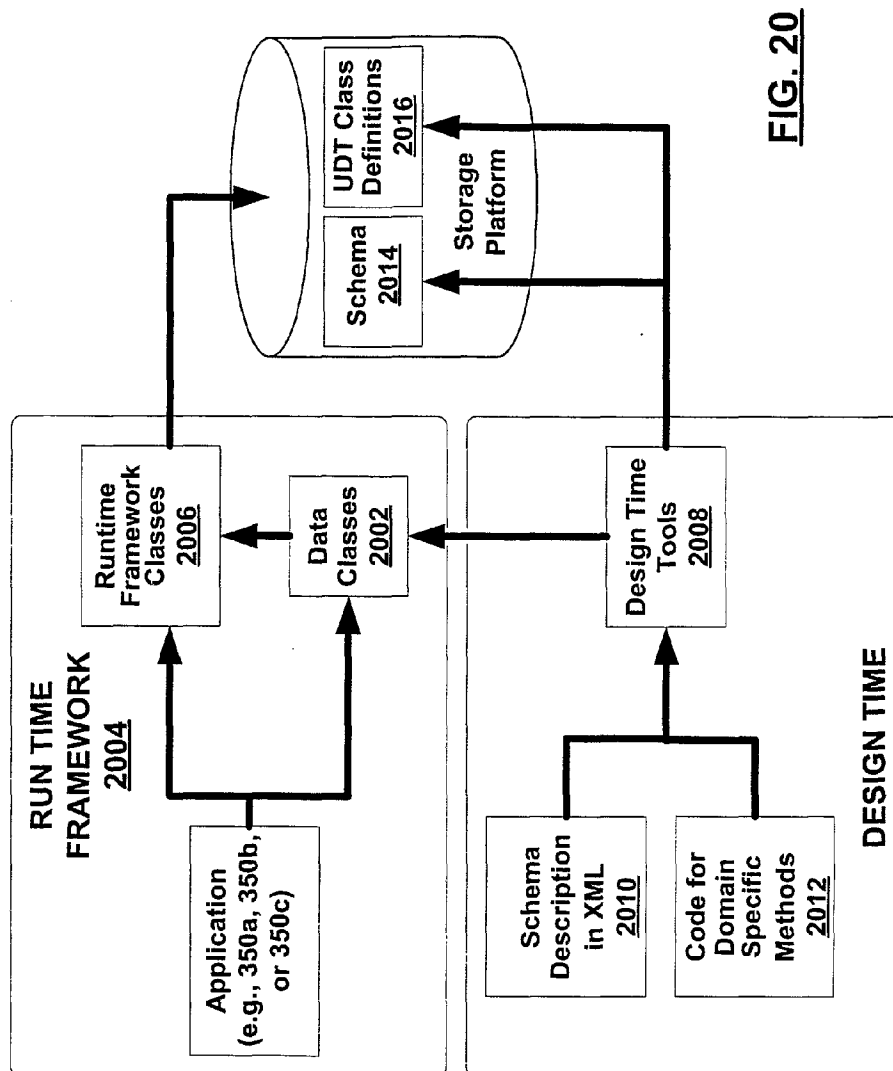 RUN TIME
FRAMEWORK
2004
Application
(e.g., 350a, 350b,
or 350c)
Runtime
Framework
Classes
2006
Data
Classes
2002
Schema
2014
UDT Class
Definitions
2016
Storage
Platform
Schema
Description
in XML
2010
Code for
Domain
Specific
Methods
2012
Design Time
Tools
2008
DESIGN TIME
FIG. 20